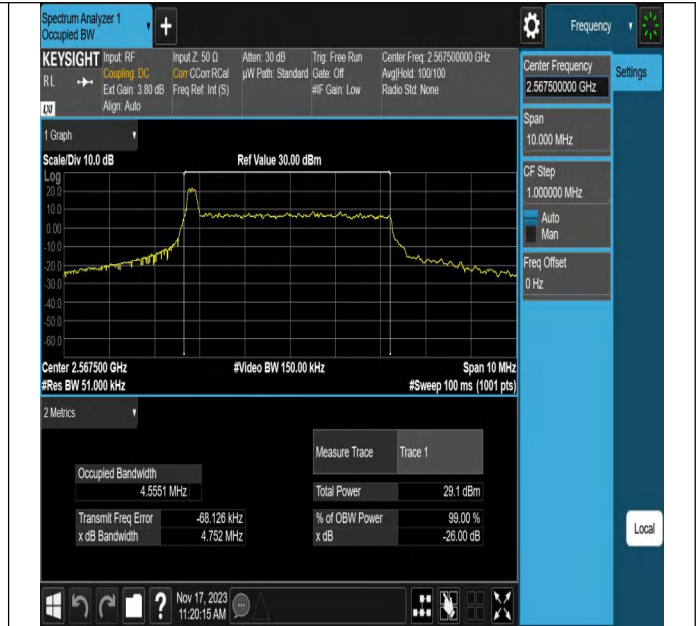 Spectrum Analyzer 1
Occupied BW
+
Frequency
KEYSIGHT
RL
LXI
Input: RF
Coupling: DC
Ext Gain: 3.80 dB
Align: Auto
Input Z: 50 Ω
Corr CCorr RCal
Freq Ref: Int (S)
Atten: 30 dB
µW Path: Standard
Trig: Free Run
Gate: Off
#IF Gain: Low
Center Freq: 2.567500000 GHz
Avg|Hold: 100/100
Radio Std: None
Center Frequency
2.567500000 GHz
Settings
Span
10.000 MHz
CF Step
1.000000 MHz
Auto
Man
Freq Offset
0 Hz
Local
1 Graph
Scale/Div 10.0 dB
Ref Value 30.00 dBm
Log
20.0
10.0
0.00
-10.0
-20.0
-30.0
-40.0
-50.0
-60.0
Center 2.567500 GHz
#Video BW 150.00 kHz
Span 10 MHz
#Res BW 51.000 kHz
#Sweep 100 ms (1001 pts)
2 Metrics
Measure Trace
Trace 1
Occupied Bandwidth
4.5551 MHz
Total Power
29.1 dBm
Transmit Freq Error
-68.126 kHz
% of OBW Power
99.00 %
x dB Bandwidth
4.752 MHz
x dB
-26.00 dB
?
Nov 17, 2023
11:20:15 AM